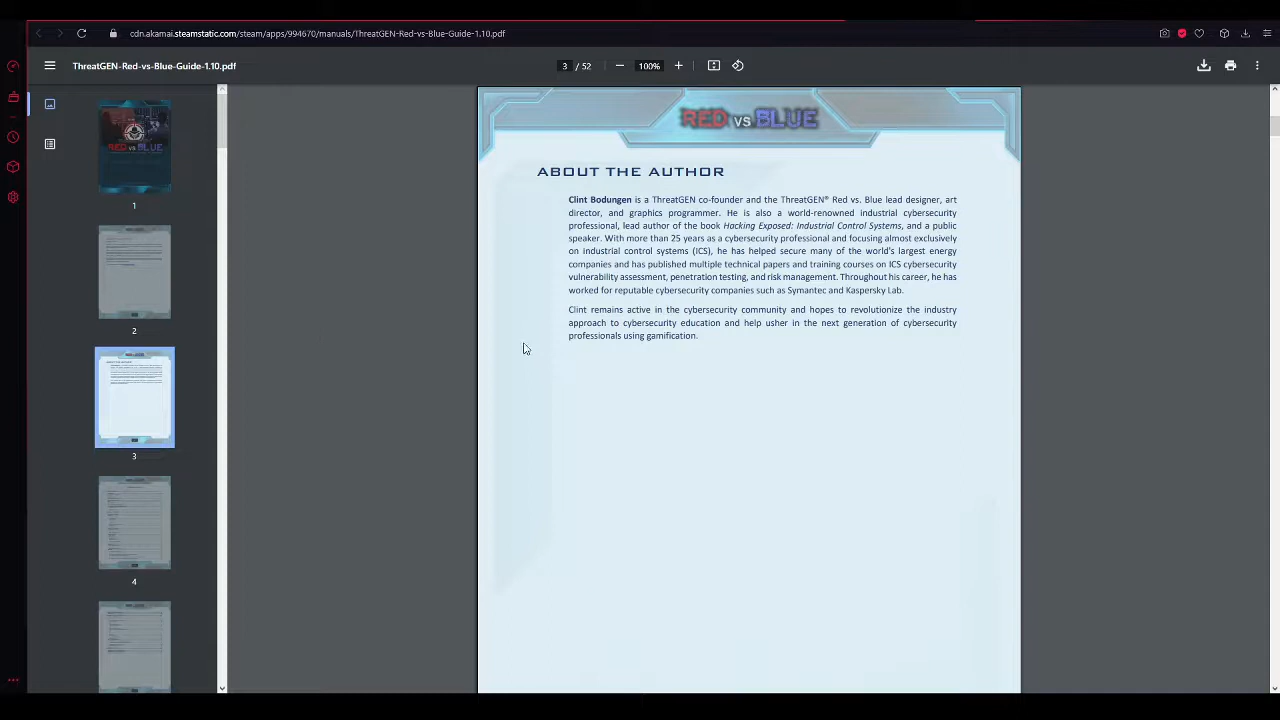 cdn.akamai.steamstatic.com/steam/apps/994670/manuals/ThreatGEN-Red-vs-Blue-Guide-1.10.pdf
ThreatGEN-Red-vs-Blue-Guide-1.10.pdf
3 / 52
100%
RED VS BLUE
ABOUT THE AUTHOR
Clint Bodungen is a ThreatGEN co-founder and the ThreatGEN® Red vs. Blue lead designer, art
director, and graphics programmer. He is also a world-renowned industrial cybersecurity
professional, lead author of the book Hacking Exposed: Industrial Control Systems, and a public
speaker. With more than 25 years as a cybersecurity professional and focusing almost exclusively
on industrial control systems (ICS), he has helped secure many of the world's largest energy
companies and has published multiple technical papers and training courses on ICS cybersecurity
vulnerability assessment, penetration testing, and risk management. Throughout his career, he has
worked for reputable cybersecurity companies such as Symantec and Kaspersky Lab.
Clint remains active in the cybersecurity community and hopes to revolutionize the industry
approach to cybersecurity education and help usher in the next generation of cybersecurity
professionals using gamification.
RED VS BLUE
1
2
3
4